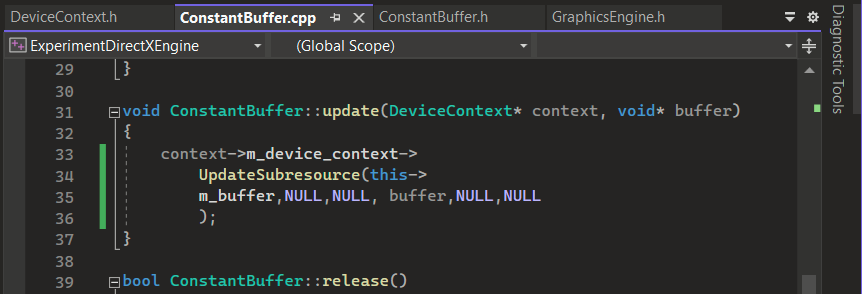 DeviceContext.h ConstantBuffer.cpp ConstantBuffer.h GraphicsEngine.h
ExperimentDirectXEngine (Global Scope)
Diagnostic Tools
29 }
30
31 void ConstantBuffer::update(DeviceContext* context, void* buffer)
32 {
33 context->m_device_context->
34 UpdateSubresource(this->
35 m_buffer,NULL,NULL, buffer,NULL,NULL
36 );
37 }
38
39 bool ConstantBuffer::release()